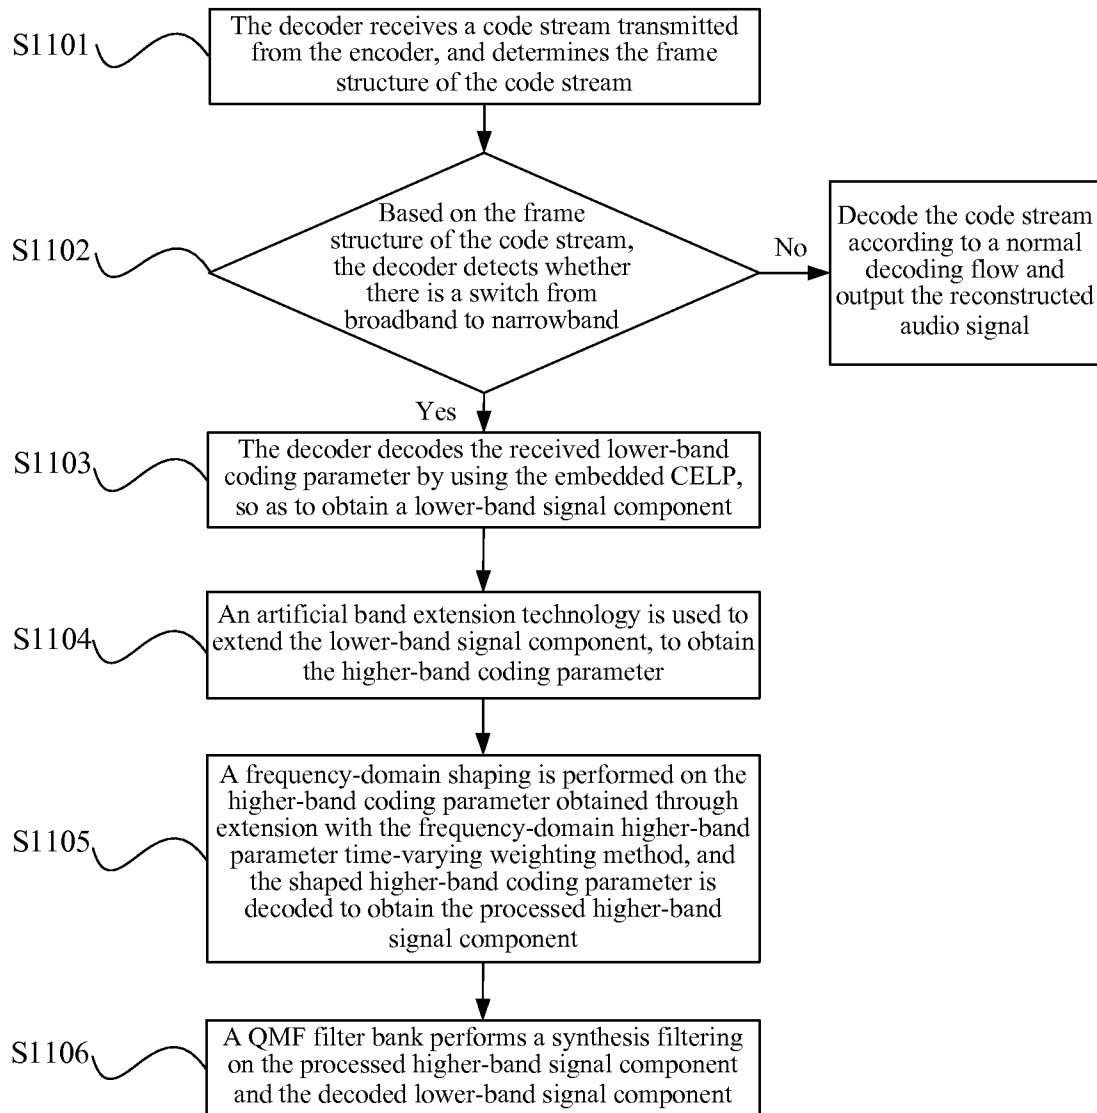 S1101
The decoder receives a code stream transmitted
from the encoder, and determines the frame
structure of the code stream
S1102
Based on the frame
structure of the code stream,
the decoder detects whether
there is a switch from
broadband to narrowband
No
Decode the code stream
according to a normal
decoding flow and
output the reconstructed
audio signal
Yes
S1103
The decoder decodes the received lower-band
coding parameter by using the embedded CELP,
so as to obtain a lower-band signal component
S1104
An artificial band extension technology is used to
extend the lower-band signal component, to obtain
the higher-band coding parameter
S1105
A frequency-domain shaping is performed on the
higher-band coding parameter obtained through
extension with the frequency-domain higher-band
parameter time-varying weighting method, and
the shaped higher-band coding parameter is
decoded to obtain the processed higher-band
signal component
S1106
A QMF filter bank performs a synthesis filtering
on the processed higher-band signal component
and the decoded lower-band signal component